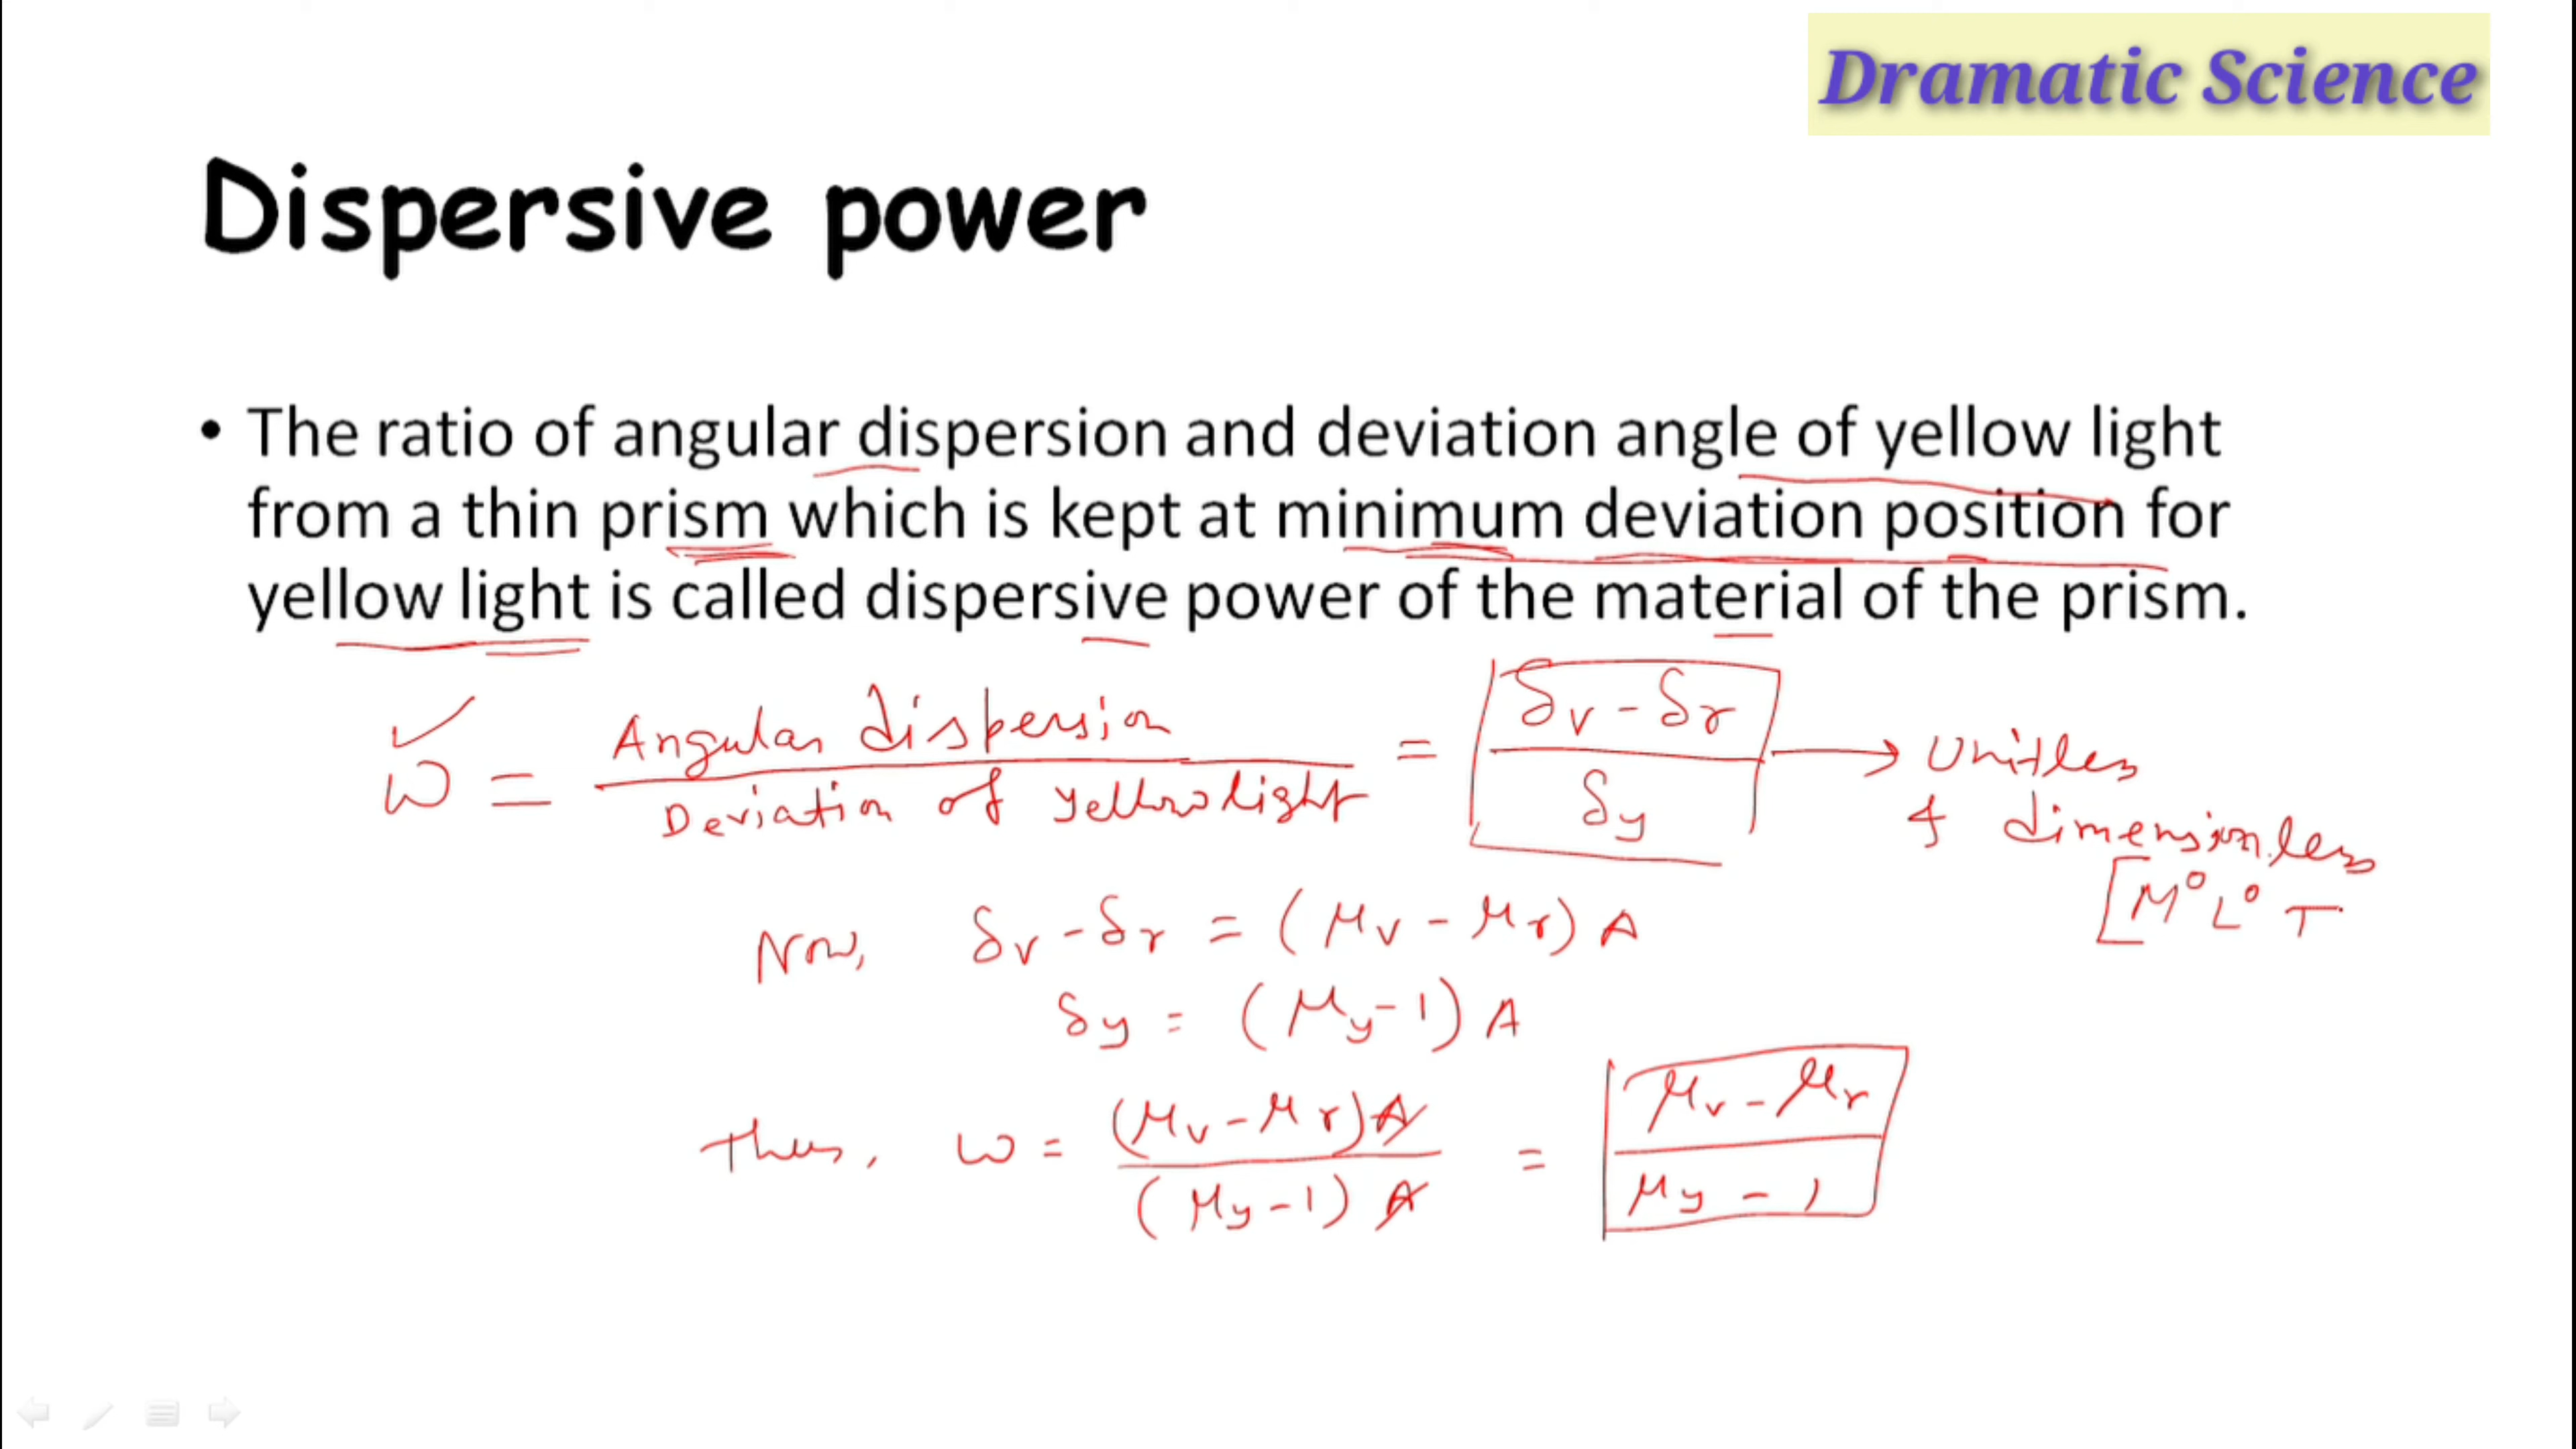 Dramatic Science
Dispersive power
• The ratio of angular dispersion and deviation angle of yellow light
from a thin prism which is kept at minimum deviation position for
yellow light is called dispersive power of the material of the prism.
ω = Angular dispersion / Deviation of yellow light = δv - δr / δy → Unitless
& dimensionless
[M⁰L⁰T
Now, δv - δr = (μv - μr) A
δy = (μy - 1) A
Thus, ω = (μv - μr) A / (μy - 1) A = μv - μr / μy - 1